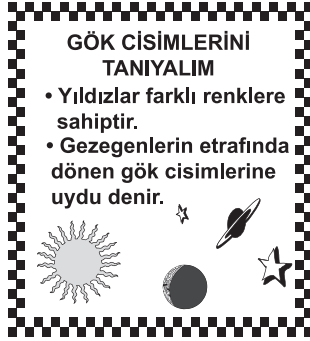 GÖK CİSİMLERİNİ
TANIYALIM
• Yıldızlar farklı renklere
sahiptir.
• Gezegenlerin etrafında
dönen gök cisimlerine
uydu denir.